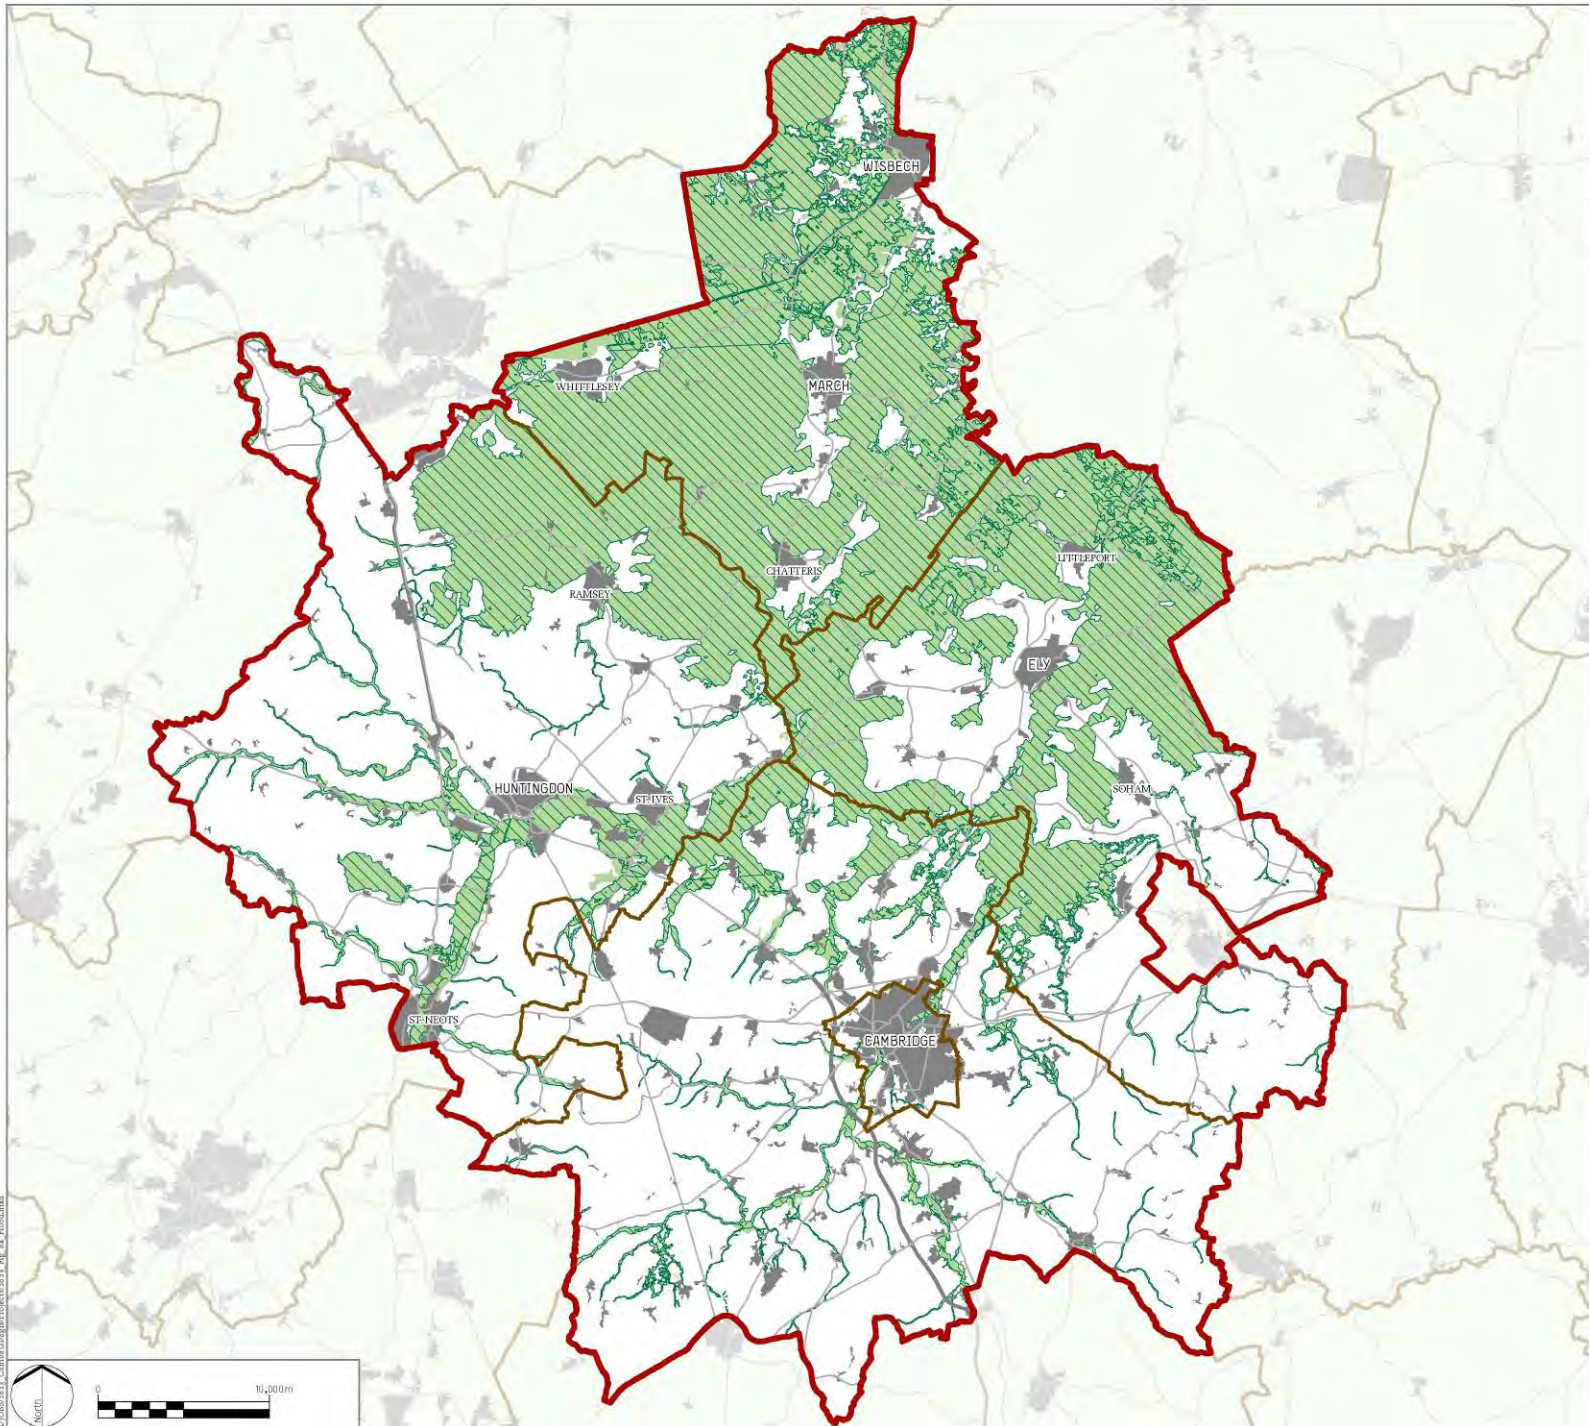 WISBECH
WHITTLESEY
MARCH
LITTLEPORT
CHATTERIS
RAMSEY
ELY
HUNTINGDON
ST-IVES
SOHAM
ST-NEOTS
CAMBRIDGE
North
0 10,000m